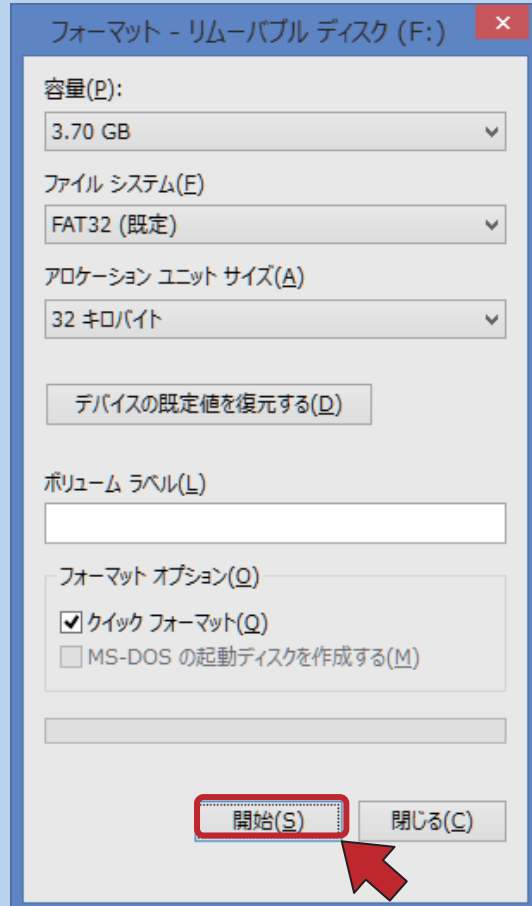 フォーマット - リムーバブル ディスク (F:)
容量(P):
3.70 GB
ファイル システム(F)
FAT32 (既定)
アロケーション ユニット サイズ(A)
32 キロバイト
デバイスの既定値を復元する(D)
ボリューム ラベル(L)
フォーマット オプション(O)
クイック フォーマット(Q)
MS-DOS の起動ディスクを作成する(M)
開始(S) 閉じる(C)